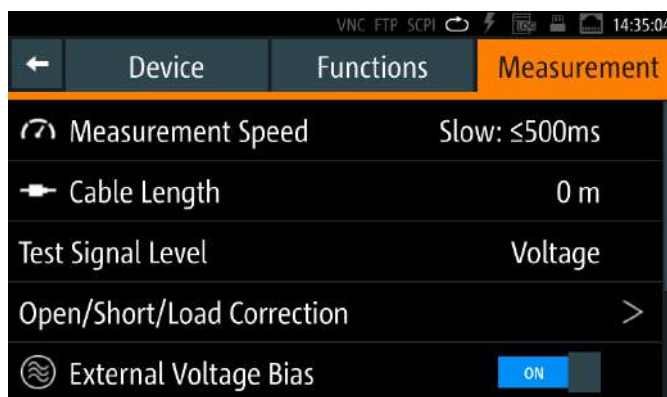 VNC FTP SCPI 14:35:04
Device Functions Measurement
Measurement Speed Slow: ≤500ms
Cable Length 0 m
Test Signal Level Voltage
Open/Short/Load Correction >
External Voltage Bias ON